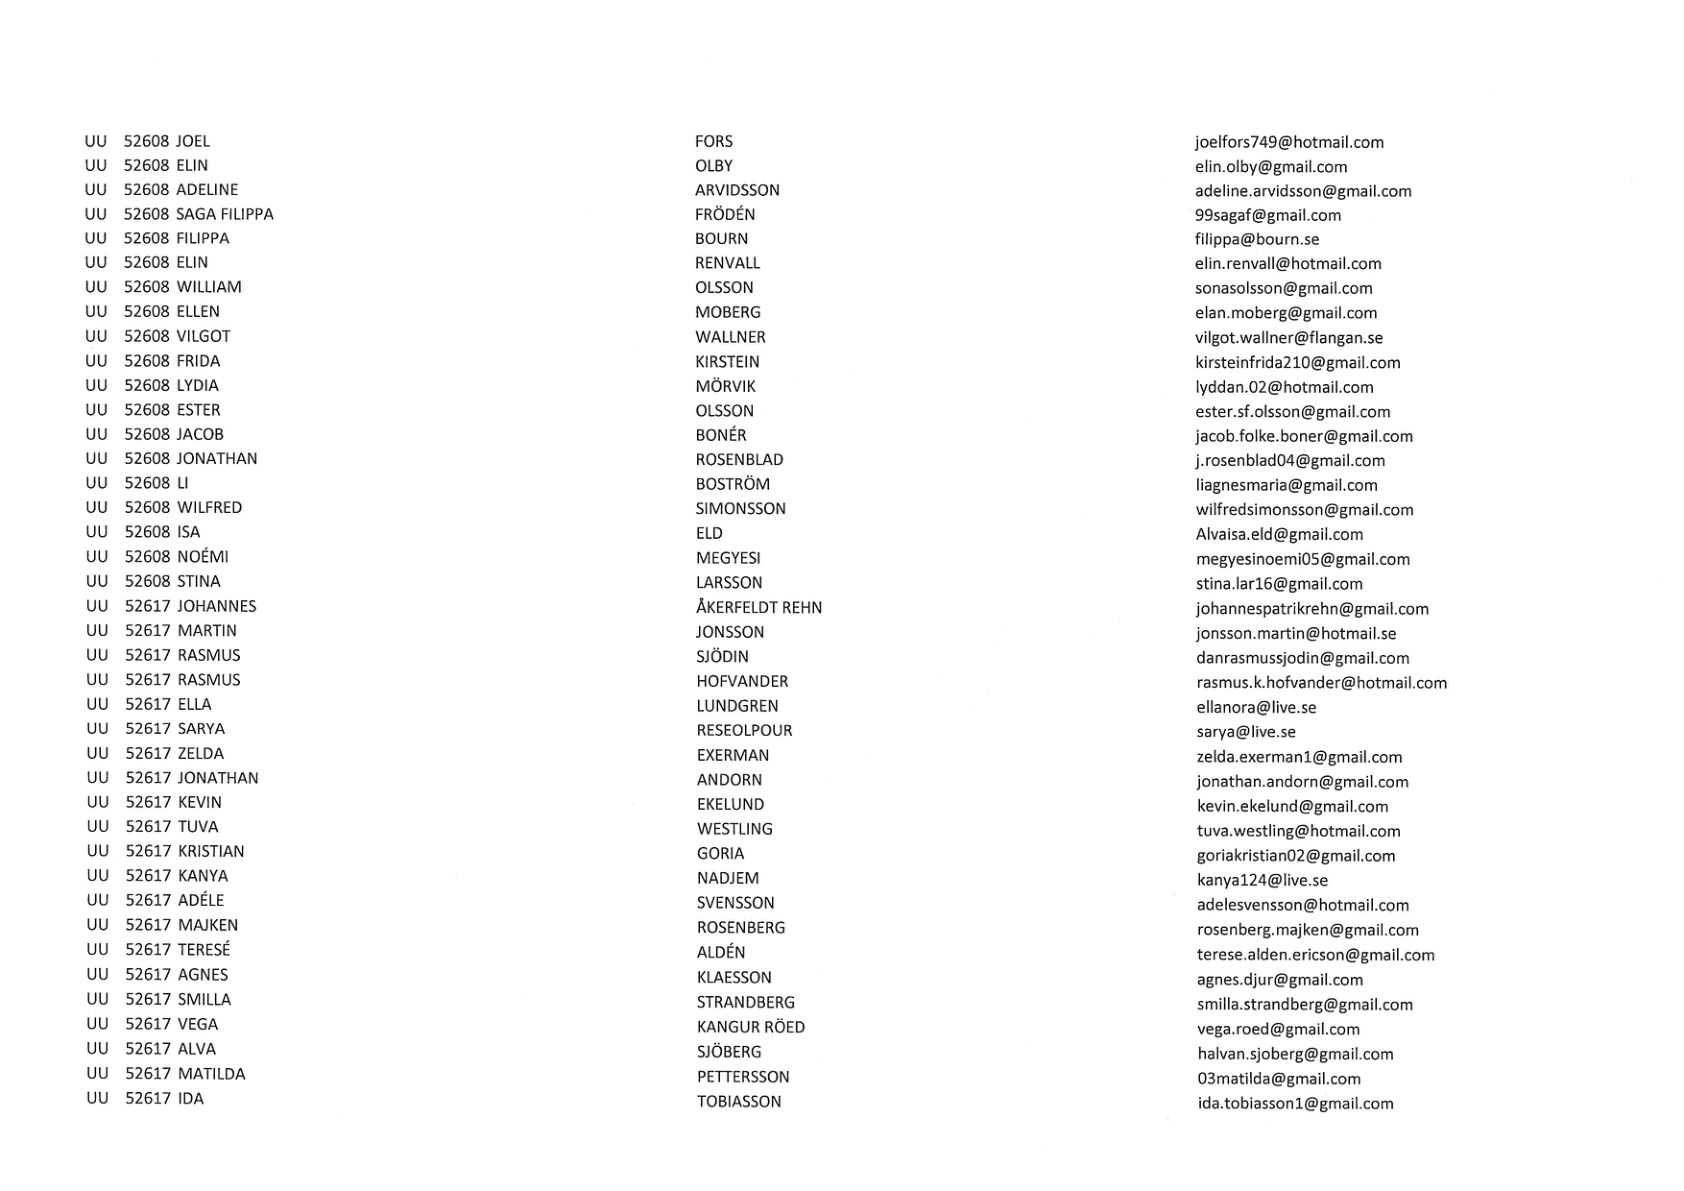 UU 52608 JOEL FORS joelfors749@hotmail.com
UU 52608 ELIN OLBY elin.olby@gmail.com
UU 52608 ADELINE ARVIDSSON adeline.arvidsson@gmail.com
UU 52608 SAGA FILIPPA FRÖDÉN 99sagaf@gmail.com
UU 52608 FILIPPA BOURN filippa@bourn.se
UU 52608 ELIN RENVALL elin.renvall@hotmail.com
UU 52608 WILLIAM OLSSON sonasolsson@gmail.com
UU 52608 ELLEN MOBERG elan.moberg@gmail.com
UU 52608 VILGOT WALLNER vilgot.wallner@flangan.se
UU 52608 FRIDA KIRSTEIN kirsteinfrida210@gmail.com
UU 52608 LYDIA MÖRVIK lyddan.02@hotmail.com
UU 52608 ESTER OLSSON ester.sf.olsson@gmail.com
UU 52608 JACOB BONÉR jacob.folke.boner@gmail.com
UU 52608 JONATHAN ROSENBLAD j.rosenblad04@gmail.com
UU 52608 LI BOSTRÖM liagnesmaria@gmail.com
UU 52608 WILFRED SIMONSSON wilfredsimonsson@gmail.com
UU 52608 ISA ELD Alvaisa.eld@gmail.com
UU 52608 NOÉMI MEGYESI megyesinoemi05@gmail.com
UU 52608 STINA LARSSON stina.lar16@gmail.com
UU 52617 JOHANNES ÅKERFELDT REHN johannespatrikrehn@gmail.com
UU 52617 MARTIN JONSSON jonsson.martin@hotmail.se
UU 52617 RASMUS SJÖDIN danrasmussjodin@gmail.com
UU 52617 RASMUS HOFVANDER rasmus.k.hofvander@hotmail.com
UU 52617 ELLA LUNDGREN ellanora@live.se
UU 52617 SARYA RESEOLPOUR sarya@live.se
UU 52617 ZELDA EXERMAN zelda.exerman1@gmail.com
UU 52617 JONATHAN ANDORN jonathan.andorn@gmail.com
UU 52617 KEVIN EKELUND kevin.ekelund@gmail.com
UU 52617 TUVA WESTLING tuva.westling@hotmail.com
UU 52617 KRISTIAN GORIA goriakristian02@gmail.com
UU 52617 KANYA NADJEM kanya124@live.se
UU 52617 ADÉLE SVENSSON adelesvensson@hotmail.com
UU 52617 MAJKEN ROSENBERG rosenberg.majken@gmail.com
UU 52617 TERESÉ ALDÉN terese.alden.ericson@gmail.com
UU 52617 AGNES KLAESSON agnes.djur@gmail.com
UU 52617 SMILLA STRANDBERG smilla.strandberg@gmail.com
UU 52617 VEGA KANGUR RÖED vega.roed@gmail.com
UU 52617 ALVA SJÖBERG halvan.sjoberg@gmail.com
UU 52617 MATILDA PETTERSSON 03matilda@gmail.com
UU 52617 IDA TOBIASSON ida.tobiasson1@gmail.com